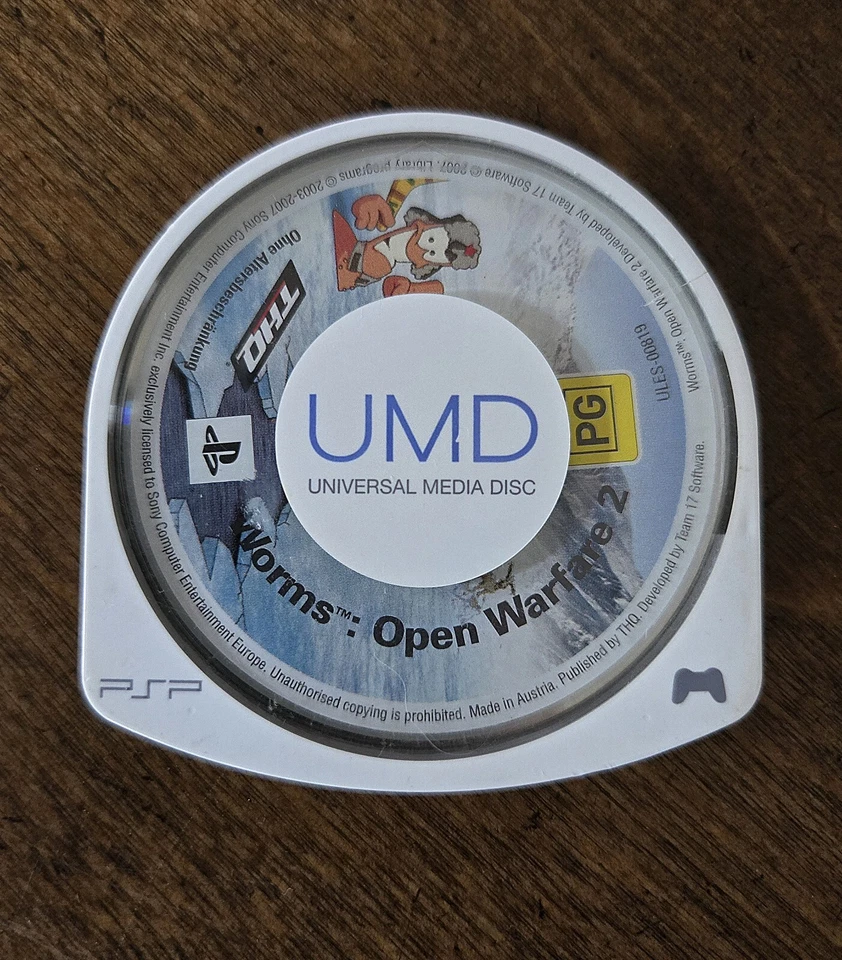 UMD
UNIVERSAL MEDIA DISC
Worms™: Open Warfare 2
PG
ULES-00819
THQ
Ohne Altersbeschränkung
Worms™: Open Warfare 2 Developed by Team 17 Software © 2007. Library programs © 2003-2007 Sony Computer Entertainment Inc. exclusively licensed to Sony Computer Entertainment Europe. Unauthorised copying is prohibited. Made in Austria. Published by THQ. Developed by Team 17 Software.
PSP